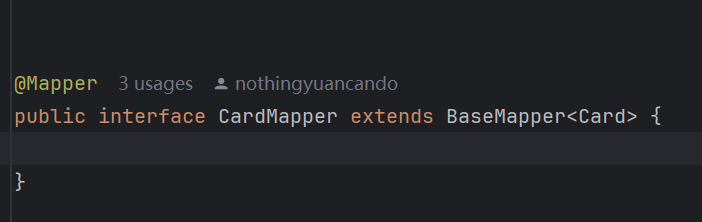 @Mapper 3 usages nothingyuancando
public interface CardMapper extends BaseMapper<Card> {
}